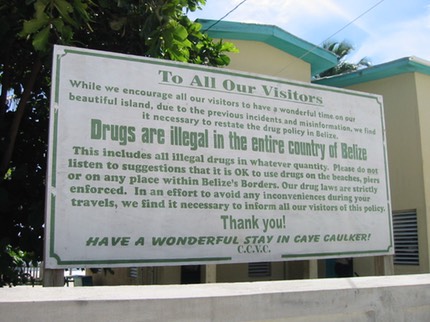 To All Our Visitors
While we encourage all our visitors to have a wonderful time on our
beautiful island, due to the previous incidents and misinformation, we find
it necessary to restate the drug policy in Belize.
Drugs are illegal in the entire country of Belize
This includes all illegal drugs in whatever quantity. Please do not
listen to suggestions that it is OK to use drugs on the beaches, piers
or on any place within Belize's Borders. Our drug laws are strictly
enforced. In an effort to avoid any inconveniences during your
travels, we find it necessary to inform all our visitors of this policy.
Thank you!
HAVE A WONDERFUL STAY IN CAYE CAULKER!
C.C.V.C.